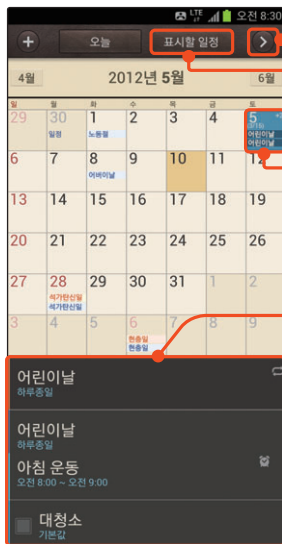 LTE 오전 8:30
+ 오늘 표시할 일정 >
4월 2012년 5월 6월
일 월 화 수 목 금 토
29 30 1 2 3 4 5
일정 노동절 어린이날
어린이날
6 7 8 9 10 11 12
어버이날
13 14 15 16 17 18 19
20 21 22 23 24 25 26
27 28 29 30 31 1 2
석가탄신일
석가탄신일
3 4 5 6 7 8 9
현충일
현충일
어린이날
하루종일
어린이날
하루종일
아침 운동
오전 8:00 ~ 오전 9:00
대청소
기본값